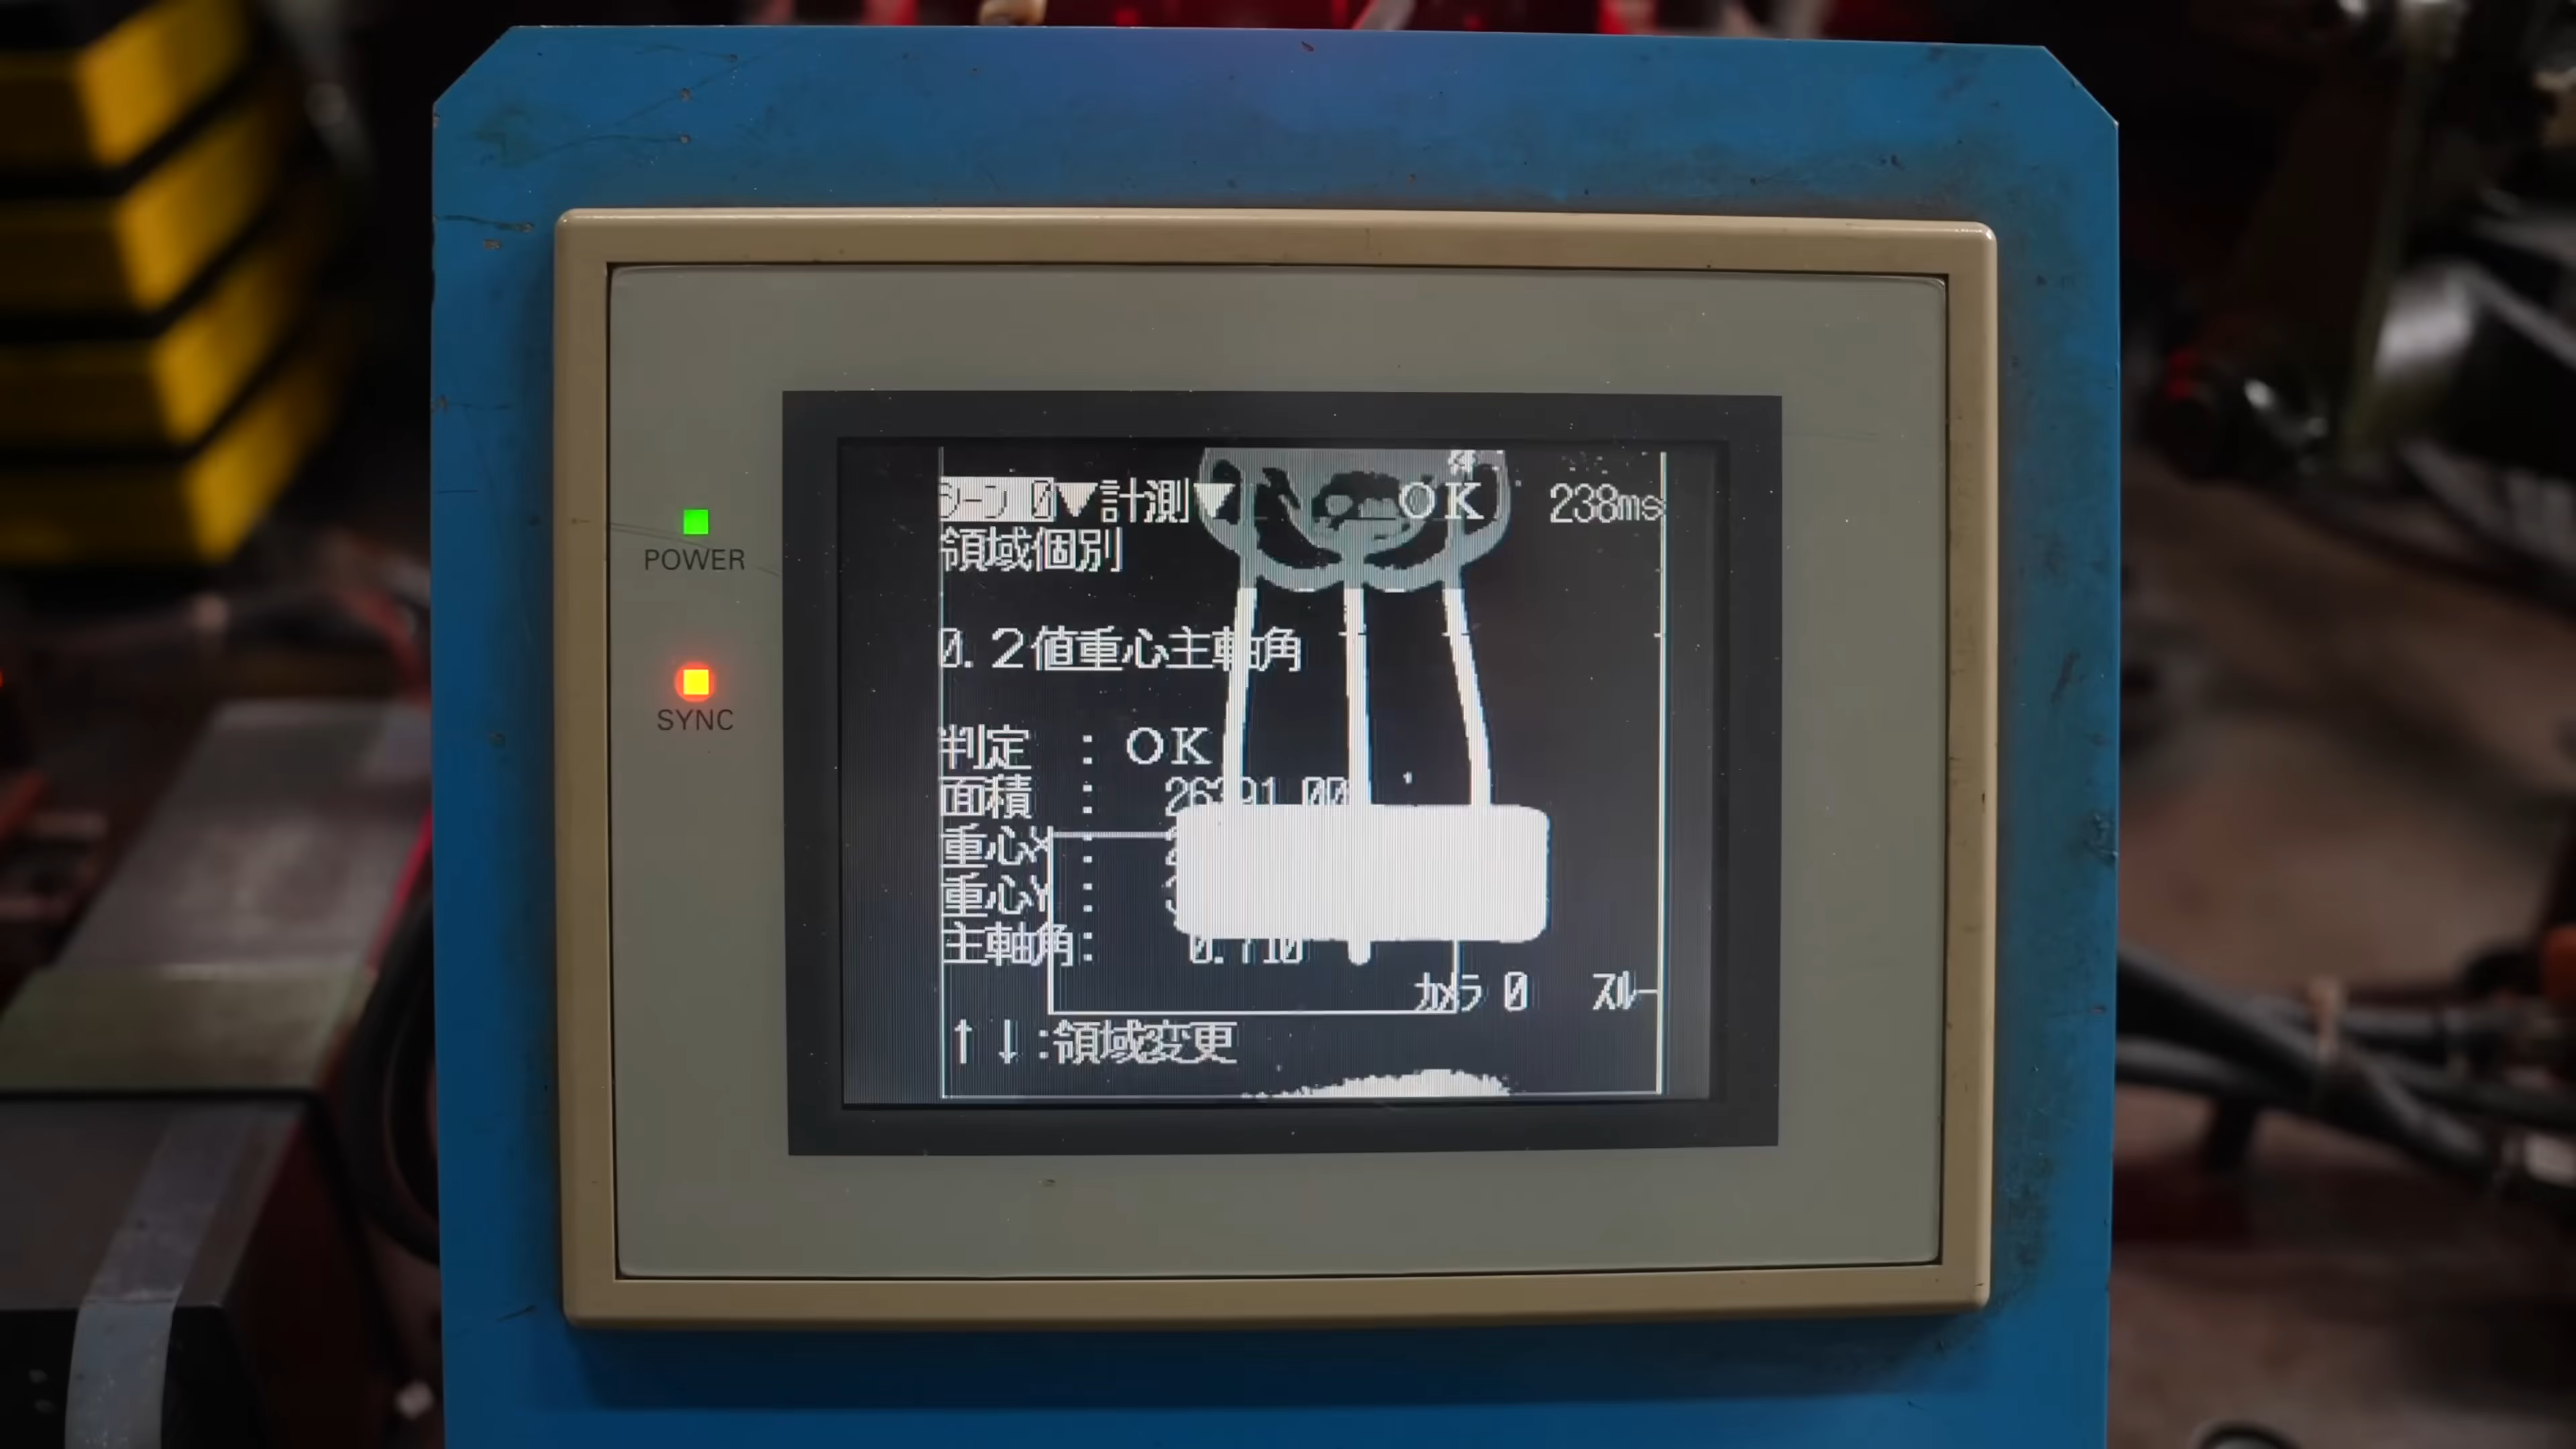 シーン 0▼計測▼ OK 238ms
領域個別
0.2値重心主軸角
判定 : OK
面積 :
重心X :
重心Y :
主軸角: 0.710
カメラ 0 スルー
↑↓:領域変更
POWER
SYNC